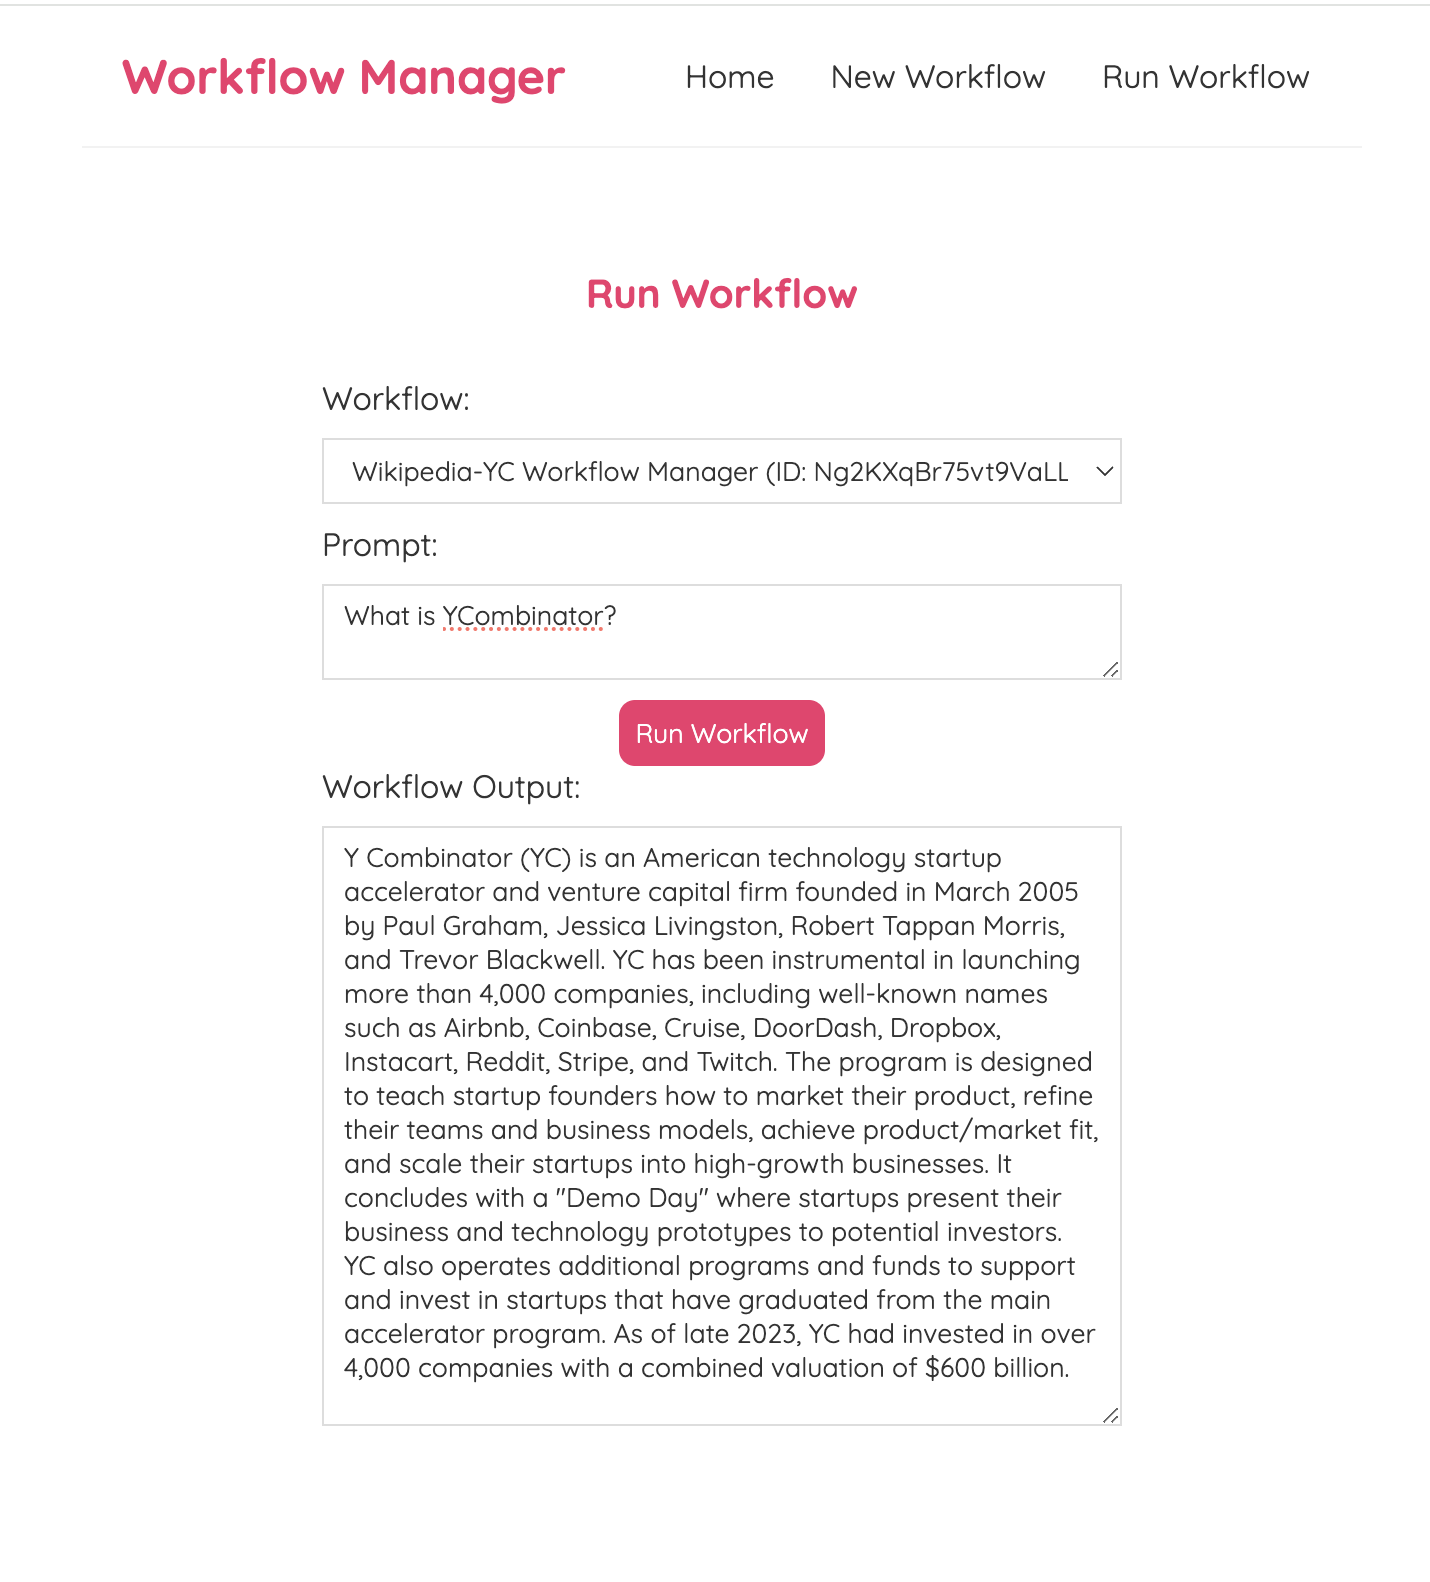 Workflow Manager
Home
New Workflow
Run Workflow
Run Workflow
Workflow:
Wikipedia-YC Workflow Manager (ID: Ng2KXqBr75vt9VaLL
Prompt:
What is YCombinator?
Run Workflow
Workflow Output:
Y Combinator (YC) is an American technology startup
accelerator and venture capital firm founded in March 2005
by Paul Graham, Jessica Livingston, Robert Tappan Morris,
and Trevor Blackwell. YC has been instrumental in launching
more than 4,000 companies, including well-known names
such as Airbnb, Coinbase, Cruise, DoorDash, Dropbox,
Instacart, Reddit, Stripe, and Twitch. The program is designed
to teach startup founders how to market their product, refine
their teams and business models, achieve product/market fit,
and scale their startups into high-growth businesses. It
concludes with a "Demo Day" where startups present their
business and technology prototypes to potential investors.
YC also operates additional programs and funds to support
and invest in startups that have graduated from the main
accelerator program. As of late 2023, YC had invested in over
4,000 companies with a combined valuation of $600 billion.